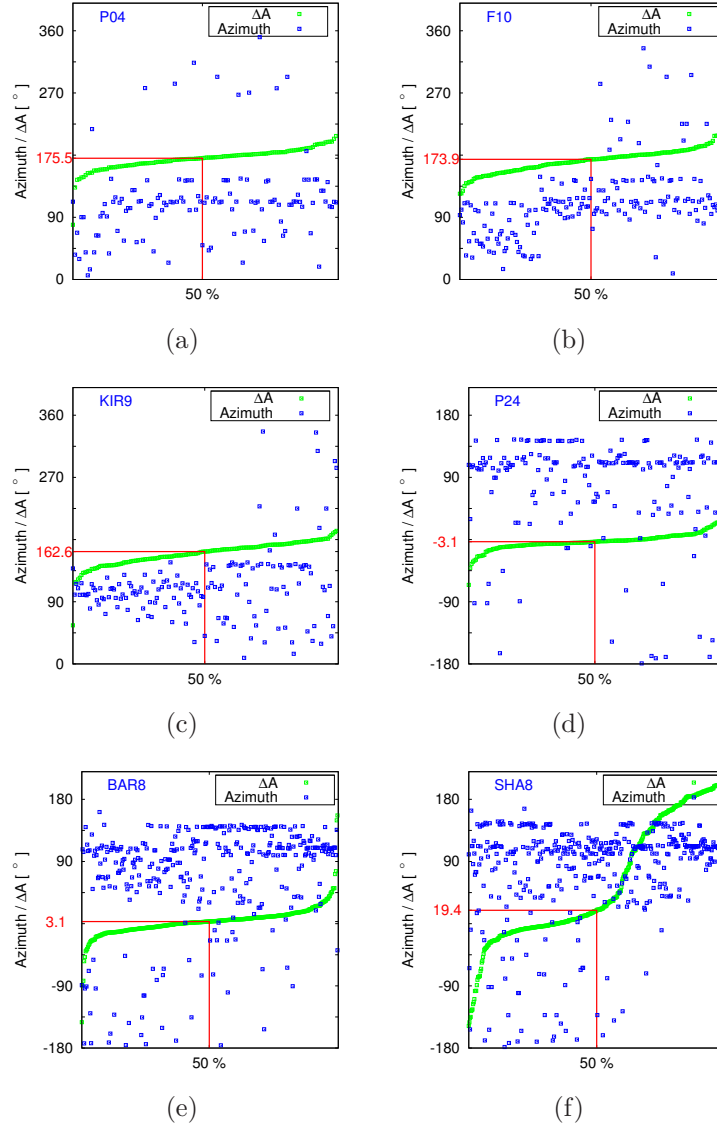 P04
ΔA
Azimuth
Azimuth / ΔA [ ° ]
360
270
175.5
90
0
50 %
(a)
F10
ΔA
Azimuth
Azimuth / ΔA [ ° ]
360
270
173.9
90
0
50 %
(b)
KIR9
ΔA
Azimuth
Azimuth / ΔA [ ° ]
360
270
162.6
90
0
50 %
(c)
P24
ΔA
Azimuth
Azimuth / ΔA [ ° ]
180
90
-3.1
-90
-180
50 %
(d)
BAR8
ΔA
Azimuth
Azimuth / ΔA [ ° ]
180
90
3.1
-90
-180
50 %
(e)
SHA8
ΔA
Azimuth
Azimuth / ΔA [ ° ]
180
90
19.4
-90
-180
50 %
(f)